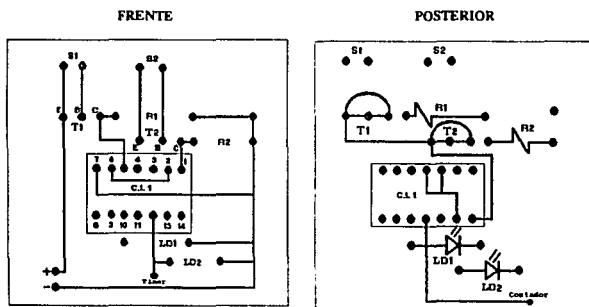 FRENTE
S1
S2
E
B
C
T1
R1
T2
E
B
C
R2
7
6
5
4
3
2
1
C.I.1
8
9
10
11
13
14
LD1
LD2
Timer
+
-
POSTERIOR
S1
S2
T1
R1
T2
R2
C.I.1
LD1
LD2
Contador